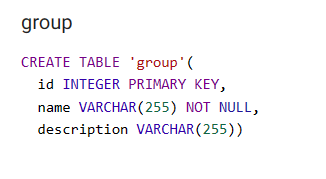 group
CREATE TABLE 'group'(
id INTEGER PRIMARY KEY,
name VARCHAR(255) NOT NULL,
description VARCHAR(255))